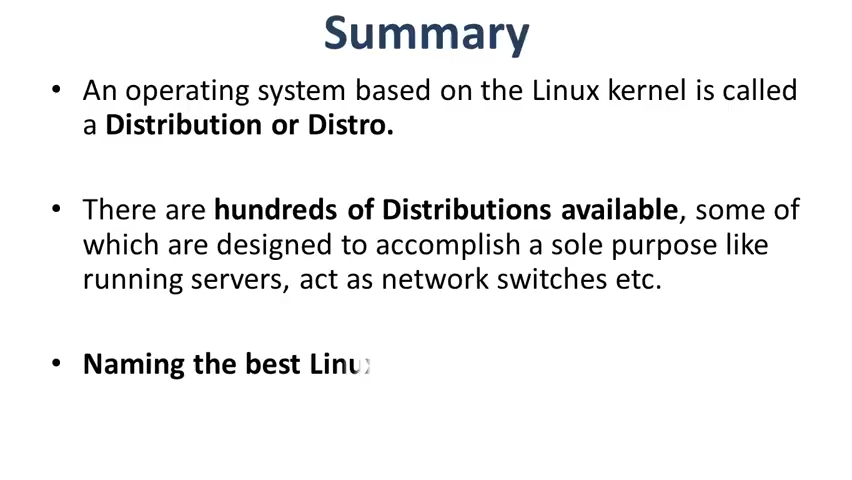 Summary
• An operating system based on the Linux kernel is called
a Distribution or Distro.
• There are hundreds of Distributions available, some of
which are designed to accomplish a sole purpose like
running servers, act as network switches etc.
• Naming the best Linux